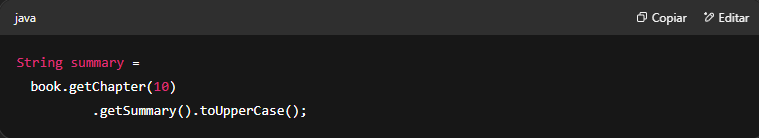 java
Copiar
Editar
String summary =
  book.getChapter(10)
          .getSummary().toUpperCase();